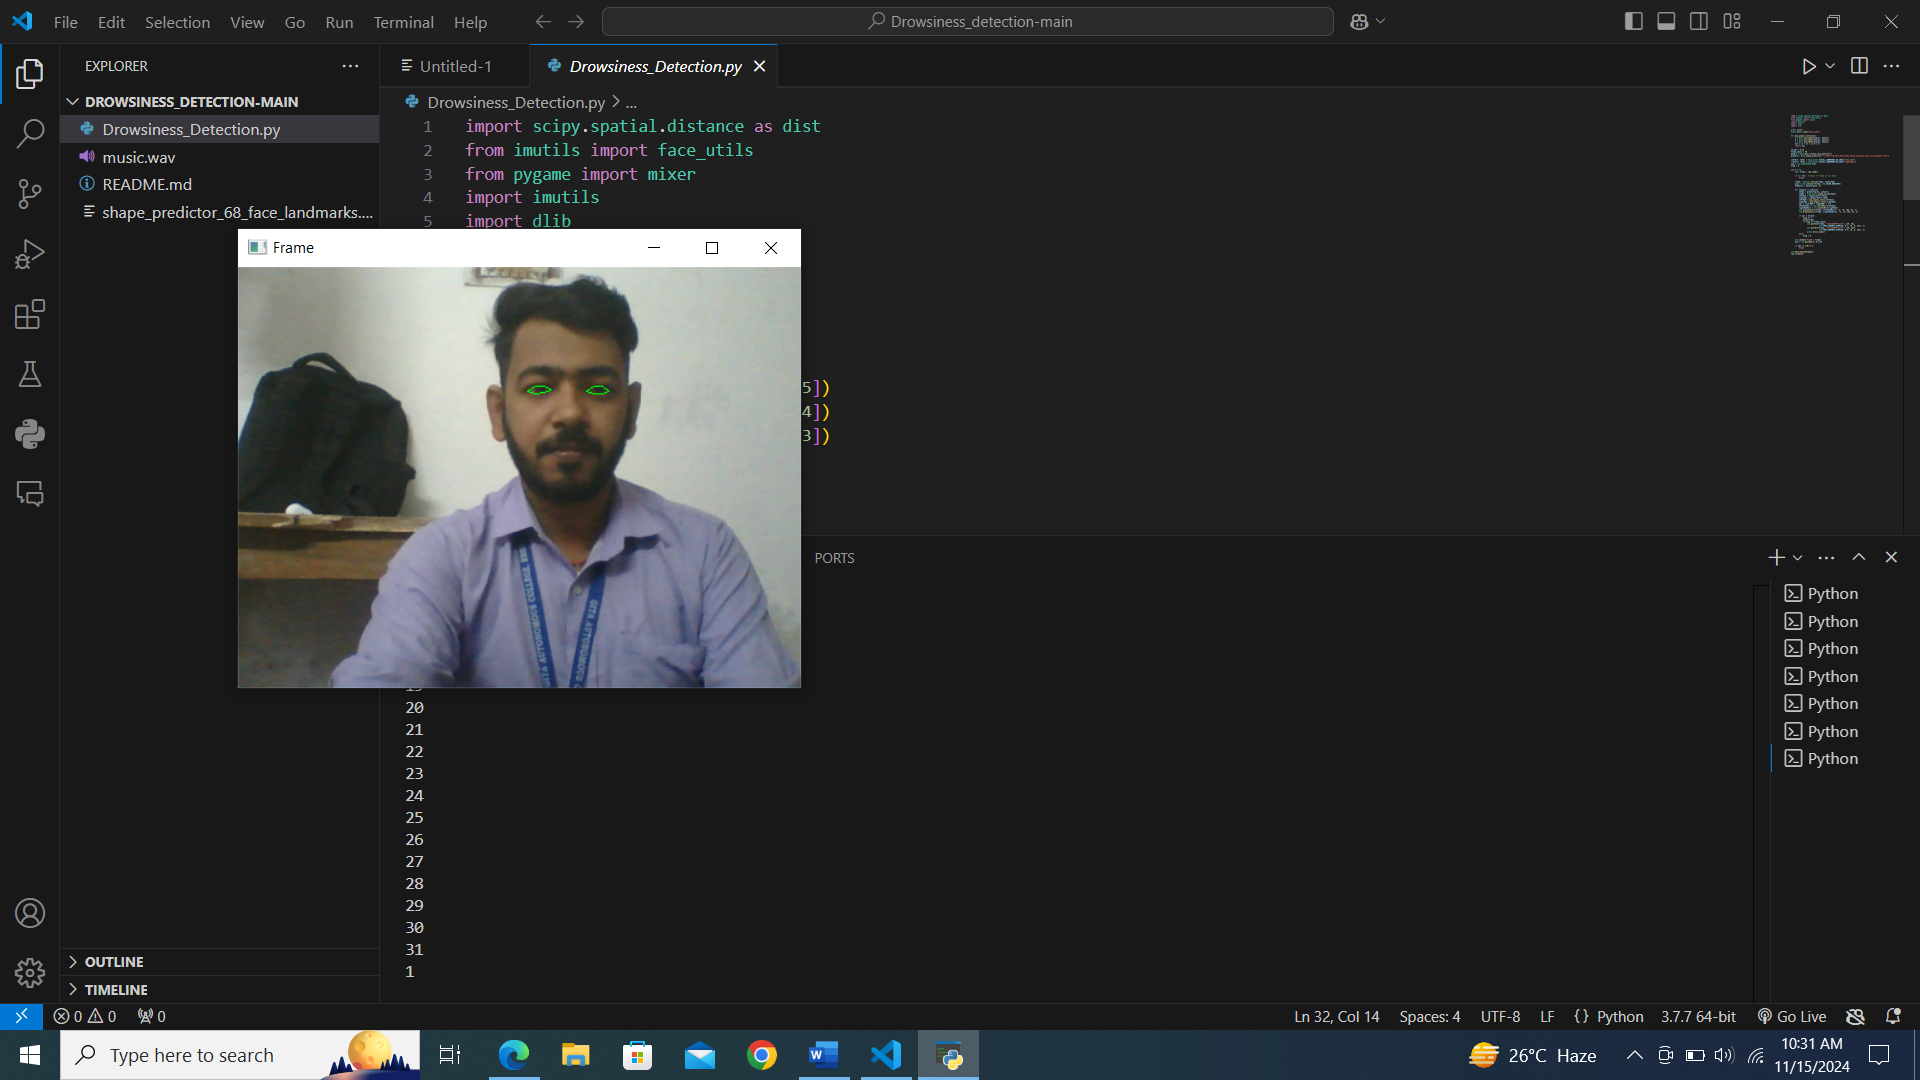 File Edit Selection View Go Run Terminal Help
Drowsiness_detection-main
EXPLORER
DROWSINESS_DETECTION-MAIN
Drowsiness_Detection.py
music.wav
README.md
shape_predictor_68_face_landmarks....
OUTLINE
TIMELINE
Untitled-1
Drowsiness_Detection.py
Drowsiness_Detection.py > ...
1 import scipy.spatial.distance as dist
2 from imutils import face_utils
3 from pygame import mixer
4 import imutils
5 import dlib
5])
4])
3])
Frame
GITA AUTONOMOUS COLLEGE,
GITA AUTONOMOUS
PORTS
20
21
22
23
24
25
26
27
28
29
30
31
1
Python
Python
Python
Python
Python
Python
Python
0 0 0
Ln 32, Col 14 Spaces: 4 UTF-8 LF {} Python 3.7.7 64-bit Go Live
Type here to search
26°C Haze
10:31 AM
11/15/2024